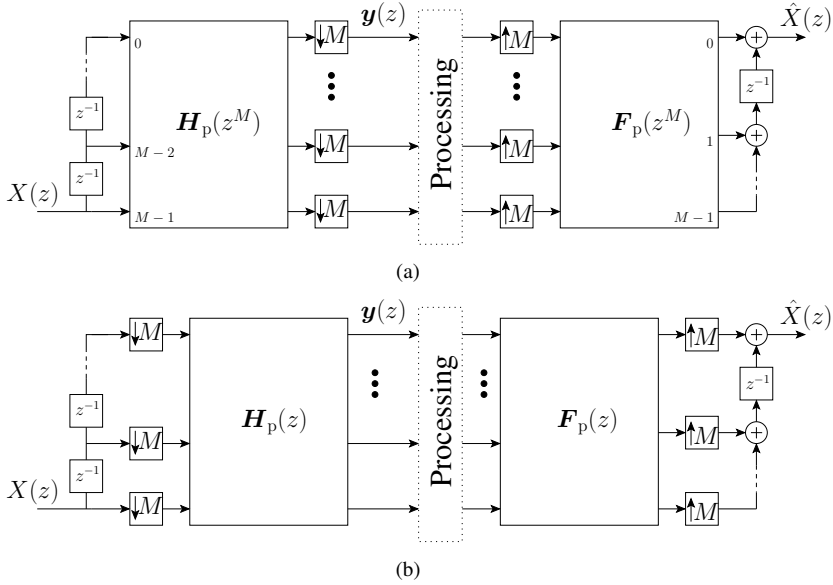 0
↓M
y(z)
↑M
0
X̂(z)
z⁻¹
z⁻¹
H_p(z^M)
Processing
F_p(z^M)
M−2
↓M
↑M
1
z⁻¹
X(z)
M−1
↓M
↑M
M−1
(a)
↓M
y(z)
↑M
X̂(z)
z⁻¹
z⁻¹
H_p(z)
Processing
F_p(z)
↓M
↑M
z⁻¹
X(z)
↓M
↑M
(b)